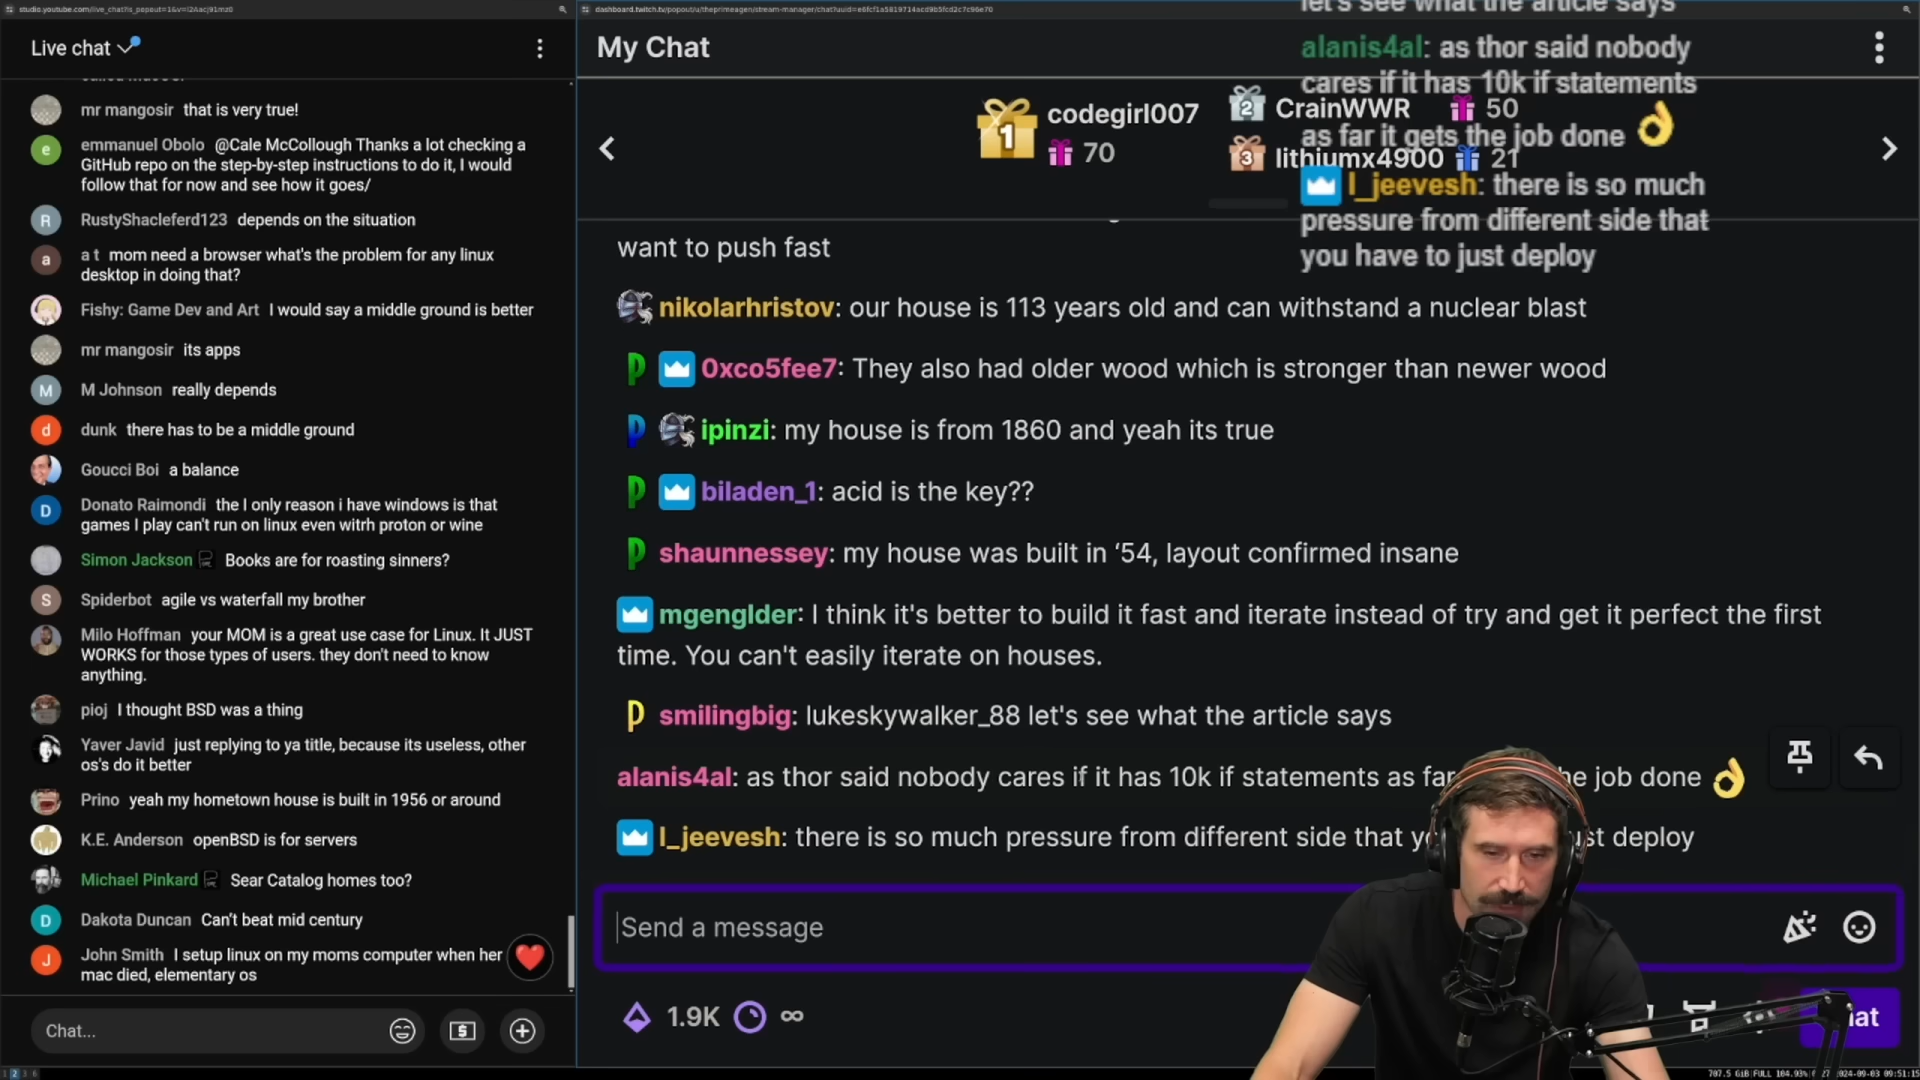 studio.youtube.com/live_chat?is_popout=1&v=l2Aacj91mz0
Live chat
mr mangosir that is very true!
emmanuel Obolo @Cale McCollough Thanks a lot checking a
GitHub repo on the step-by-step instructions to do it, I would
follow that for now and see how it goes/
RustyShacleferd123 depends on the situation
a t mom need a browser what's the problem for any linux
desktop in doing that?
Fishy: Game Dev and Art I would say a middle ground is better
mr mangosir its apps
M Johnson really depends
dunk there has to be a middle ground
Goucci Boi a balance
Donato Raimondi the I only reason i have windows is that
games I play can't run on linux even witrh proton or wine
Simon Jackson Books are for roasting sinners?
Spiderbot agile vs waterfall my brother
Milo Hoffman your MOM is a great use case for Linux. It JUST
WORKS for those types of users. they don't need to know
anything.
pioj I thought BSD was a thing
Yaver Javid just replying to ya title, because its useless, other
os's do it better
Prino yeah my hometown house is built in 1956 or around
K.E. Anderson openBSD is for servers
Michael Pinkard Sear Catalog homes too?
Dakota Duncan Can't beat mid century
John Smith I setup linux on my moms computer when her
mac died, elementary os
Chat...
My Chat
1 codegirl007
70
2 CrainWWR 50
3 lithiumx4900 21
want to push fast
nikolarhristov: our house is 113 years old and can withstand a nuclear blast
0xco5fee7: They also had older wood which is stronger than newer wood
ipinzi: my house is from 1860 and yeah its true
biladen_1: acid is the key??
shaunnessey: my house was built in ‘54, layout confirmed insane
mgenglder: I think it's better to build it fast and iterate instead of try and get it perfect the first
time. You can't easily iterate on houses.
smilingbig: lukeskywalker_88 let's see what the article says
alanis4al: as thor said nobody cares if it has 10k if statements as far he job done
l_jeevesh: there is so much pressure from different side that ust deploy
Send a message
1.9K ∞
let's see what the article says
alanis4al: as thor said nobody
cares if it has 10k if statements
as far it gets the job done
l_jeevesh: there is so much
pressure from different side that
you have to just deploy